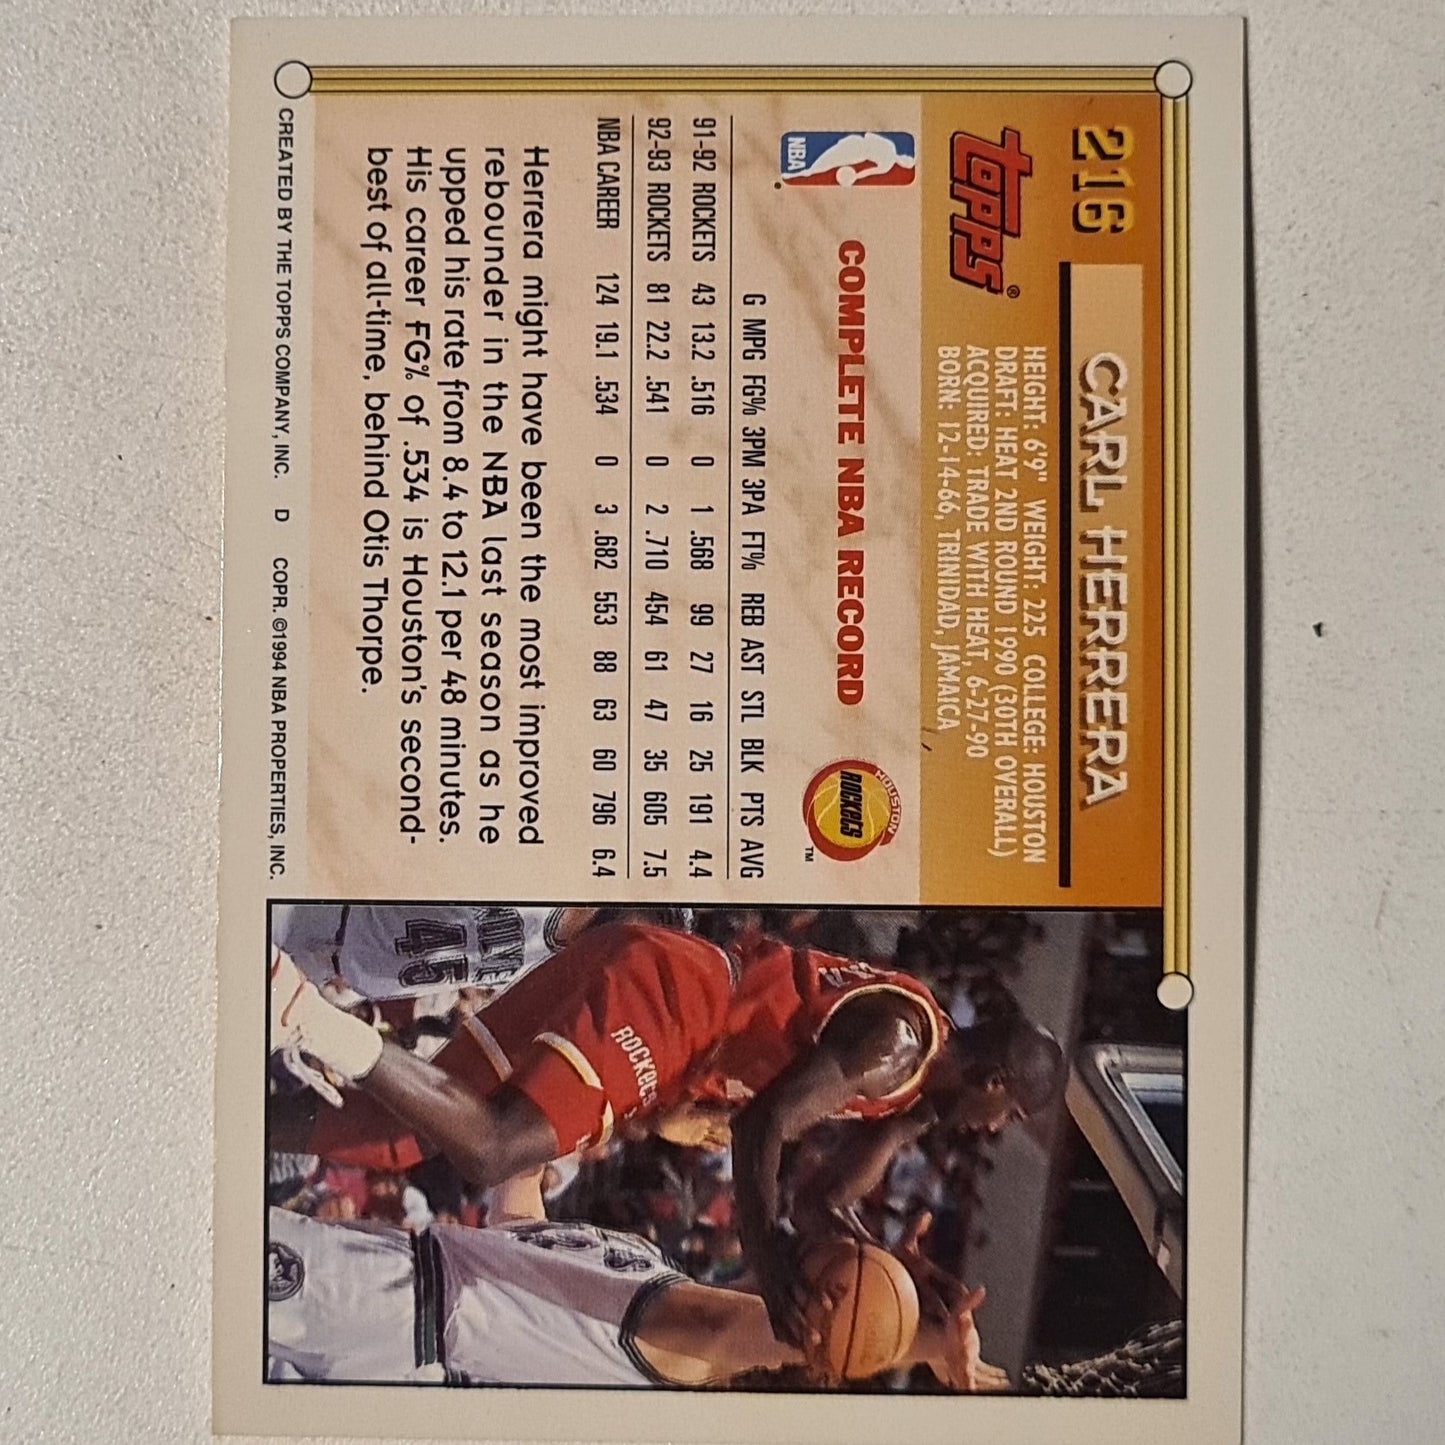 216 CARL HERRERA
Topps®
HEIGHT: 6'9" WEIGHT: 225 COLLEGE: HOUSTON
DRAFT: HEAT 2ND ROUND 1990 (30TH OVERALL)
ACQUIRED: TRADE WITH HEAT, 6-27-90
BORN: 12-14-66, TRINIDAD, JAMAICA
NBA
COMPLETE NBA RECORD
HOUSTON
ROCKETS
TM
G MPG FG% 3PM 3PA FT% REB AST STL BLK PTS AVG
91-92 ROCKETS 43 13.2 .516 0 1 .568 99 27 16 25 191 4.4
92-93 ROCKETS 81 22.2 .541 0 2 .710 454 61 47 35 605 7.5
NBA CAREER 124 19.1 .534 0 3 .682 553 88 63 60 796 6.4
Herrera might have been the most improved
rebounder in the NBA last season as he
upped his rate from 8.4 to 12.1 per 48 minutes.
His career FG% of .534 is Houston's second-
best of all-time, behind Otis Thorpe.
CREATED BY THE TOPPS COMPANY, INC. D COPR. ©1994 NBA PROPERTIES, INC.
45
ROCKETS